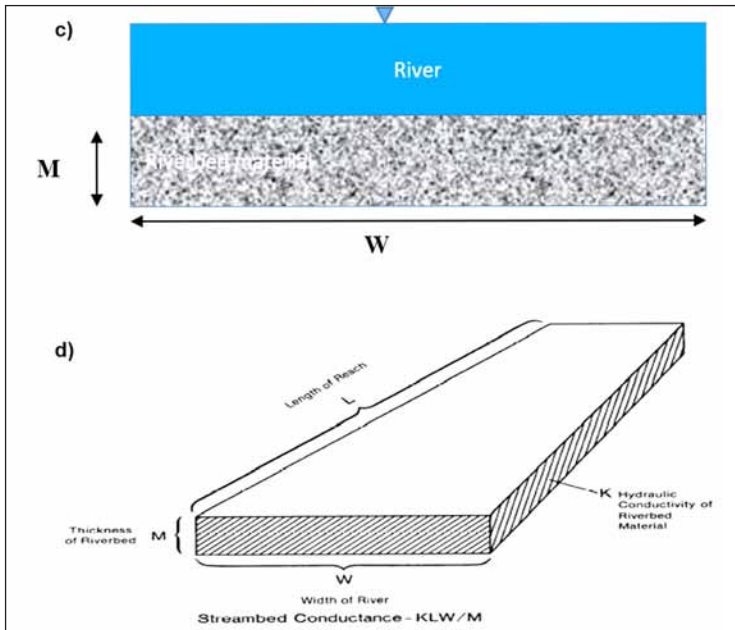 c)
River
Riverbed material
M
W
d)
Length of Reach
L
Thickness
of Riverbed
M
K
Hydraulic
Conductivity of
Riverbed
Material
W
Width of River
Streambed Conductance - KLW/M